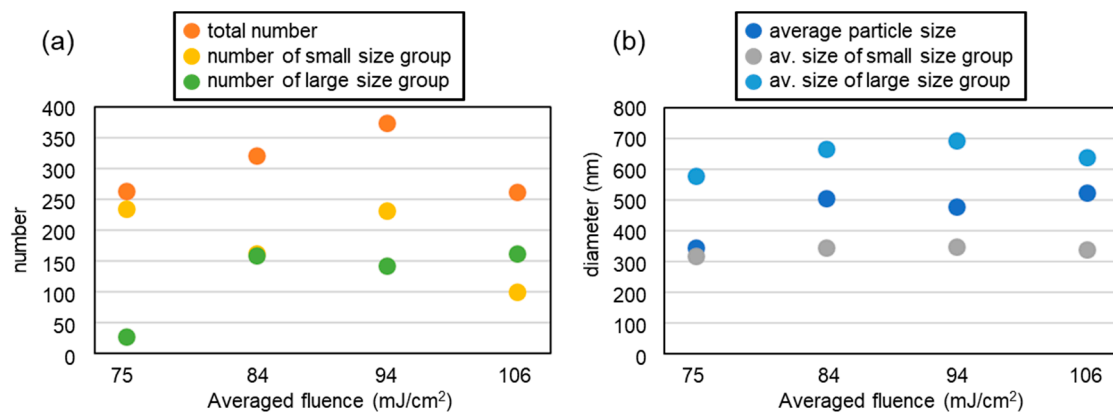 (a)
total number
number of small size group
number of large size group
400
350
300
250
200
150
100
50
0
number
75 84 94 106
Averaged fluence (mJ/cm²)
(b)
average particle size
av. size of small size group
av. size of large size group
800
700
600
500
400
300
200
100
0
diameter (nm)
75 84 94 106
Averaged fluence (mJ/cm²)